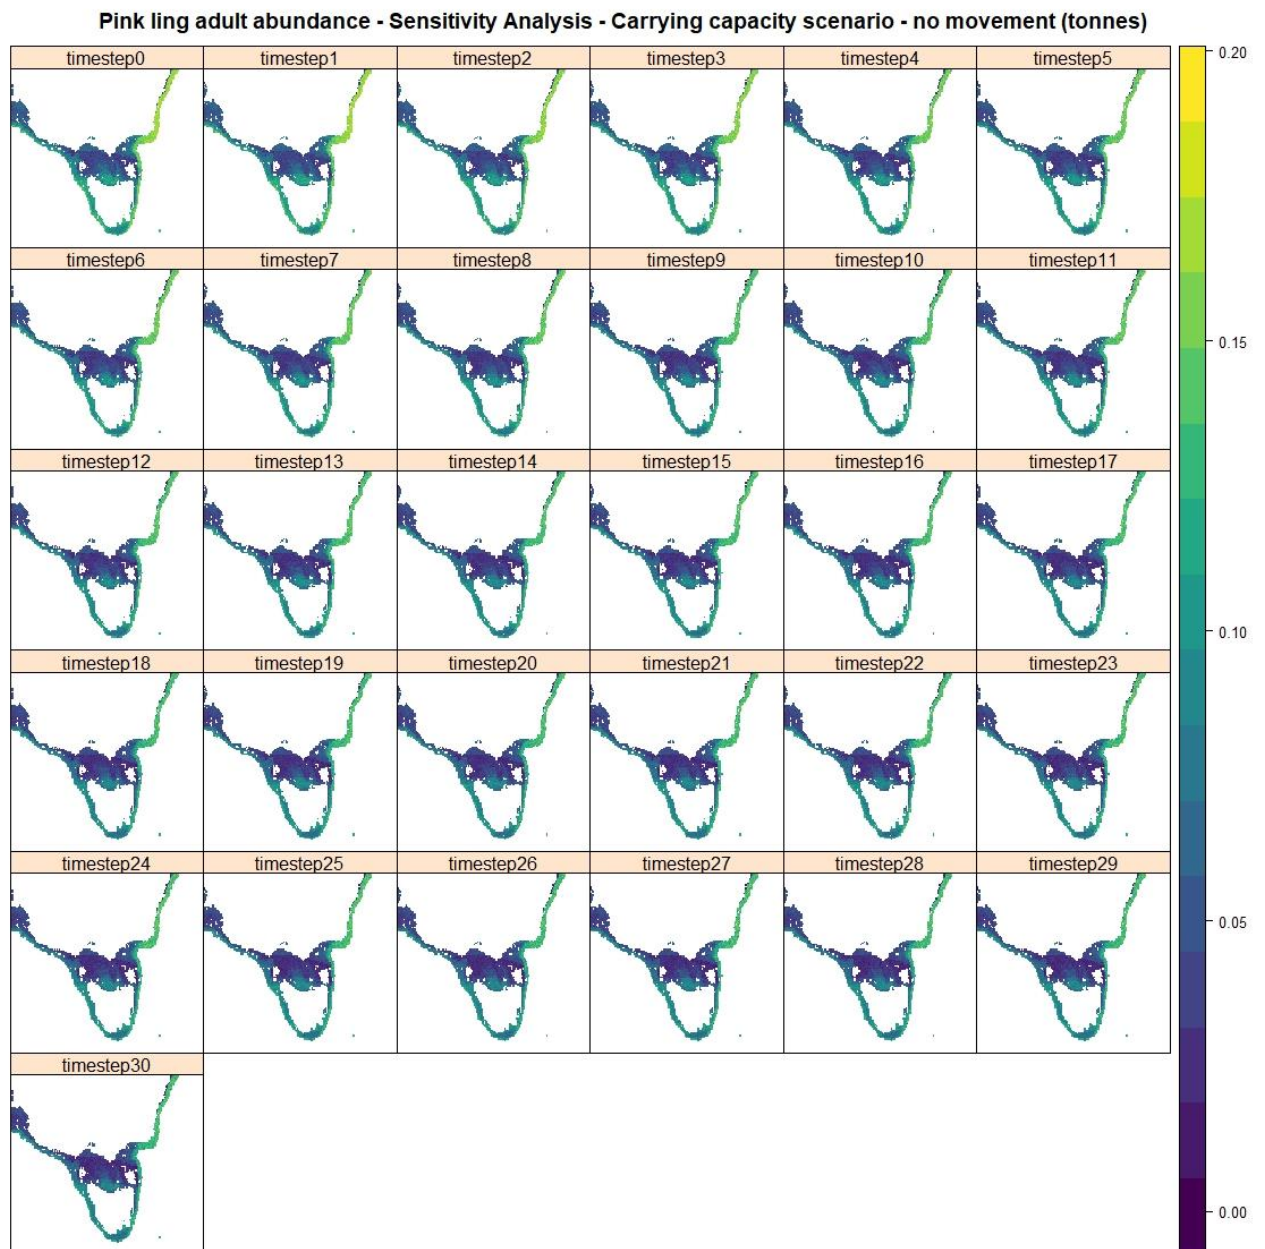 Pink ling adult abundance - Sensitivity Analysis - Carrying capacity scenario - no movement (tonnes)
timestep0 timestep1 timestep2 timestep3 timestep4 timestep5
0.20
timestep6 timestep7 timestep8 timestep9 timestep10 timestep11
0.15
timestep12 timestep13 timestep14 timestep15 timestep16 timestep17
0.10
timestep18 timestep19 timestep20 timestep21 timestep22 timestep23
timestep24 timestep25 timestep26 timestep27 timestep28 timestep29
0.05
timestep30
0.00